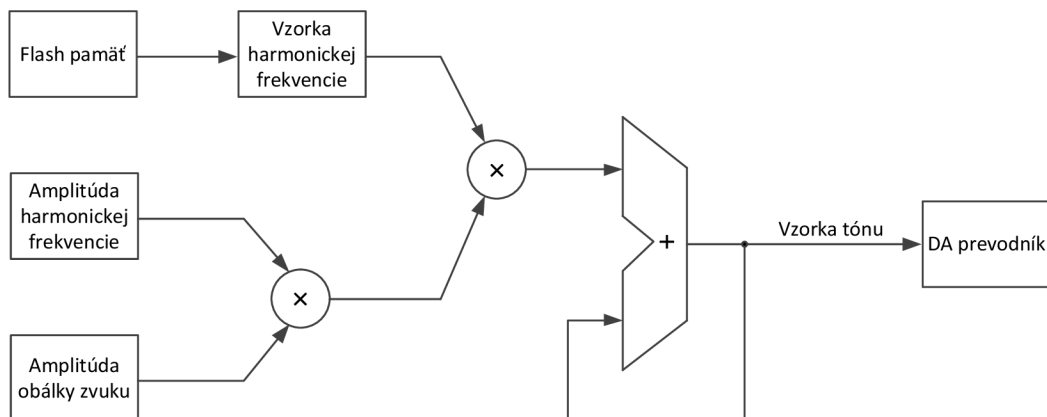 Flash pamäť
Vzorka
harmonickej
frekvencie
Amplitúda
harmonickej
frekvencie
×
×
+
Vzorka tónu
DA prevodník
Amplitúda
obálky zvuku